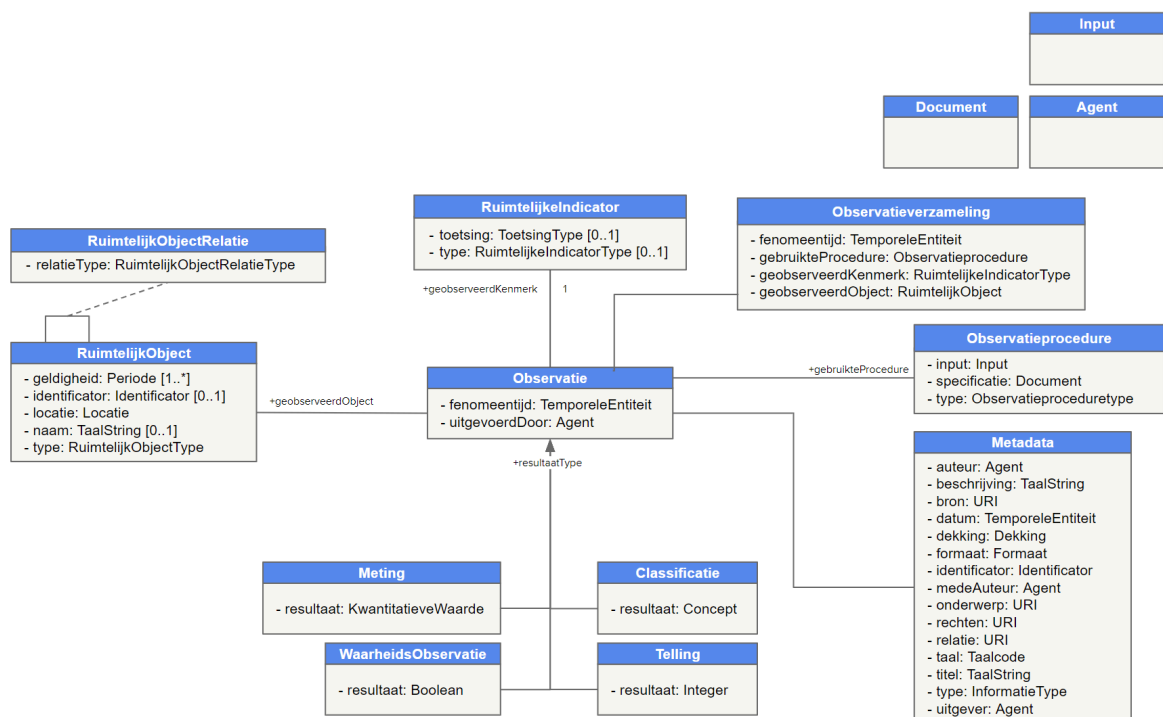 Input
Document
Agent
RuimtelijkeIndicator
- toetsing: ToetsingType [0..1]
- type: RuimtelijkeIndicatorType [0..1]
Observatieverzameling
- fenomeentijd: TemporeleEntiteit
- gebruikteProcedure: Observatieprocedure
- geobserveerdKenmerk: RuimtelijkeIndicatorType
- geobserveerdObject: RuimtelijkObject
RuimtelijkObjectRelatie
- relatieType: RuimtelijkObjectRelatieType
+geobserveerdKenmerk
1
RuimtelijkObject
- geldigheid: Periode [1..*]
- identificator: Identificator [0..1]
- locatie: Locatie
- naam: TaalString [0..1]
- type: RuimtelijkObjectType
+geobserveerdObject
Observatie
- fenomeentijd: TemporeleEntiteit
- uitgevoerdDoor: Agent
+gebruikteProcedure
Observatieprocedure
- input: Input
- specificatie: Document
- type: Observatieproceduretype
+resultaatType
Metadata
- auteur: Agent
- beschrijving: TaalString
- bron: URI
- datum: TemporeleEntiteit
- dekking: Dekking
- formaat: Formaat
- identificator: Identificator
- medeAuteur: Agent
- onderwerp: URI
- rechten: URI
- relatie: URI
- taal: Taalcode
- titel: TaalString
- type: InformatieType
- uitgever: Agent
Meting
- resultaat: KwantitatieveWaarde
Classificatie
- resultaat: Concept
WaarheidsObservatie
- resultaat: Boolean
Telling
- resultaat: Integer